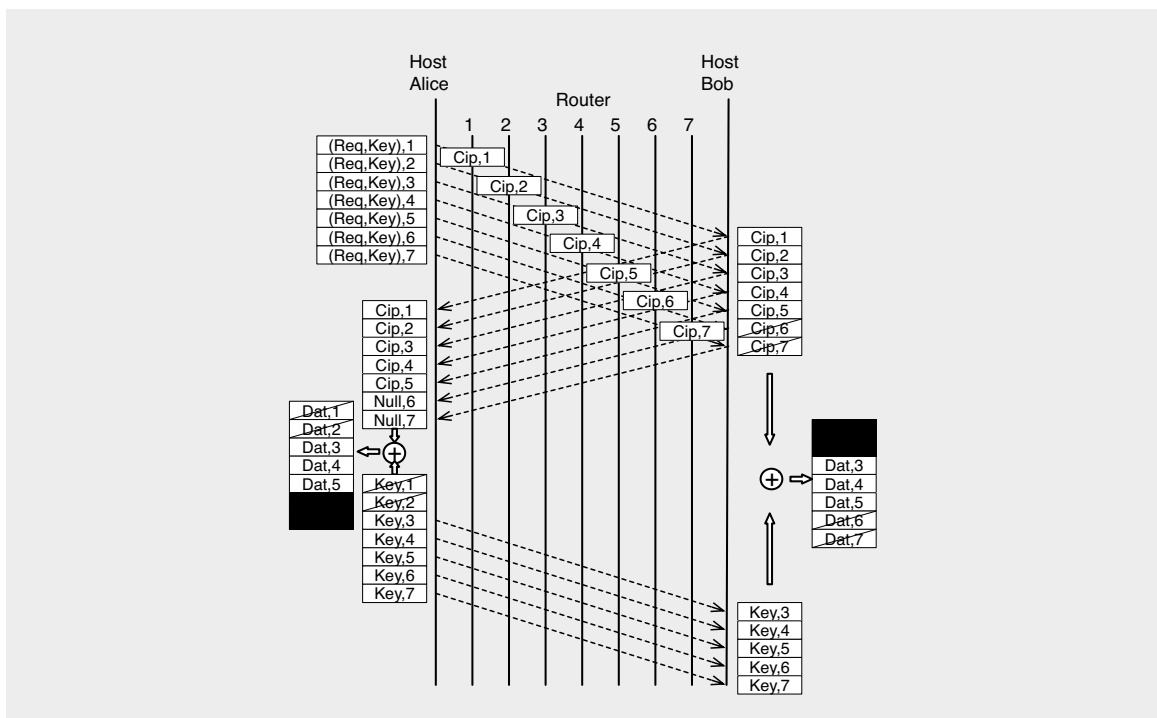 Host
Alice
Host
Bob
Router
1 2 3 4 5 6 7
(Req,Key),1
(Req,Key),2
(Req,Key),3
(Req,Key),4
(Req,Key),5
(Req,Key),6
(Req,Key),7
Cip,1
Cip,2
Cip,3
Cip,4
Cip,5
Cip,6
Cip,7
Cip,1
Cip,2
Cip,3
Cip,4
Cip,5
Cip,6
Cip,7
Cip,1
Cip,2
Cip,3
Cip,4
Cip,5
Null,6
Null,7
Dat,1
Dat,2
Dat,3
Dat,4
Dat,5
Key,1
Key,2
Key,3
Key,4
Key,5
Key,6
Key,7
Dat,3
Dat,4
Dat,5
Dat,6
Dat,7
Key,3
Key,4
Key,5
Key,6
Key,7